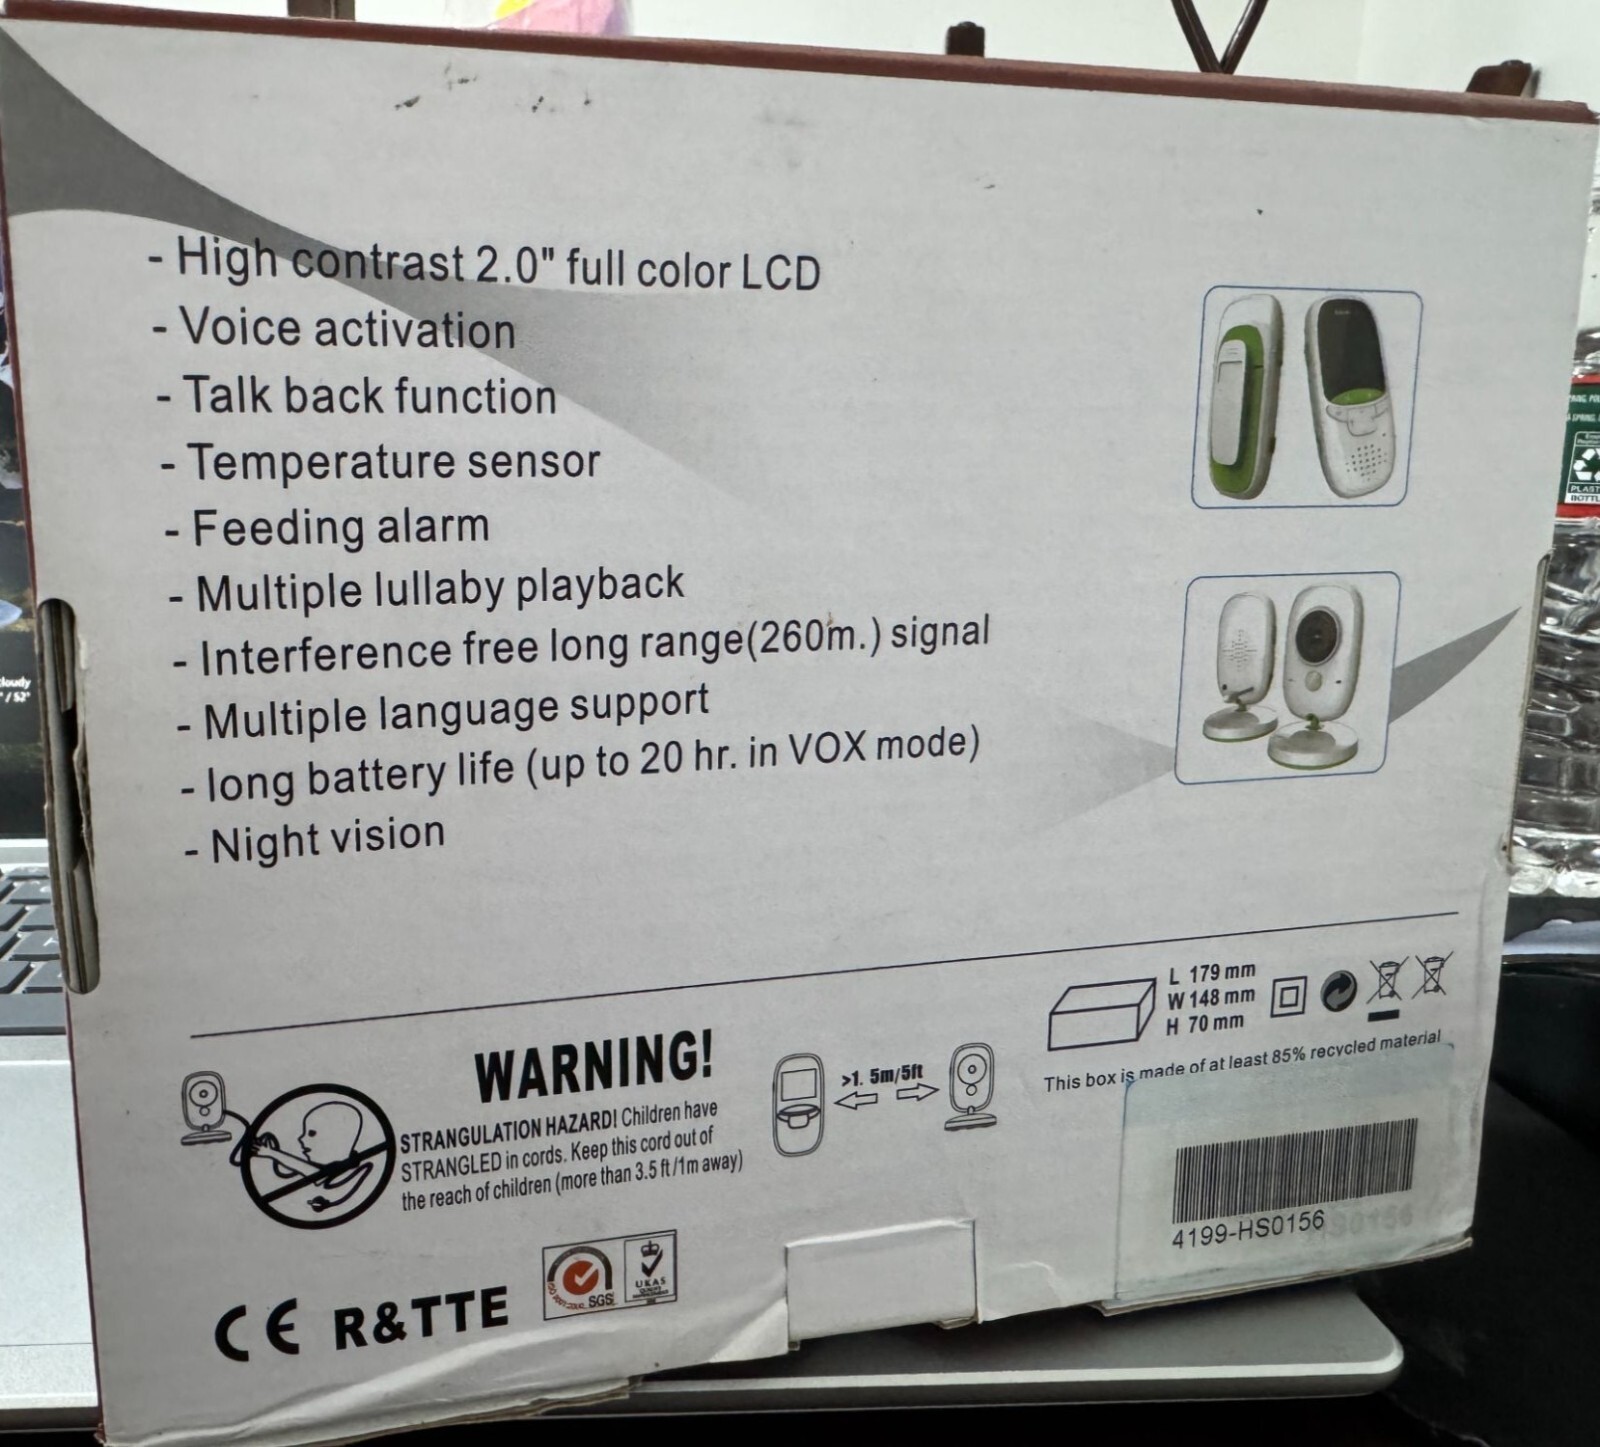 - High contrast 2.0" full color LCD
- Voice activation
- Talk back function
- Temperature sensor
- Feeding alarm
- Multiple lullaby playback
- Interference free long range(260m.) signal
- Multiple language support
- long battery life (up to 20 hr. in VOX mode)
- Night vision
WARNING!
STRANGULATION HAZARD! Children have
STRANGLED in cords. Keep this cord out of
the reach of children (more than 3.5 ft/1m away)
>1. 5m/5ft
L 179 mm
W 148 mm
H 70 mm
This box is made of at least 85% recycled material
4199-HS0156
CE R&TTE
SGS
UKAS
cloudy
PLAST
BOTTL